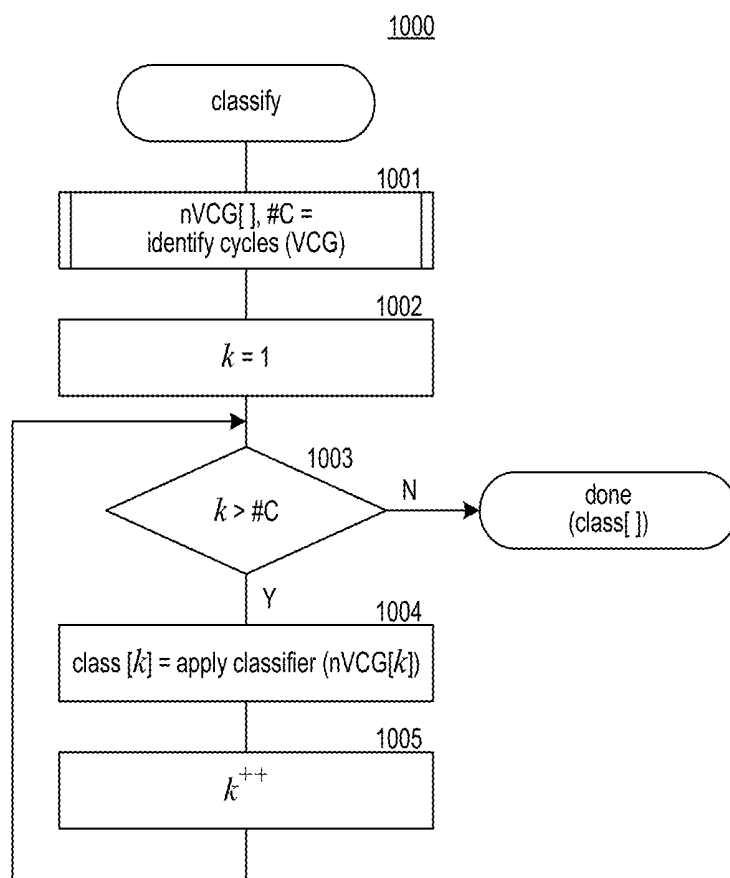 1000
classify
1001
nVCG[ ], #C =
identify cycles (VCG)
1002
k = 1
1003
k > #C
N
done
(class[ ])
Y
1004
class [k] = apply classifier (nVCG[k])
1005
k++